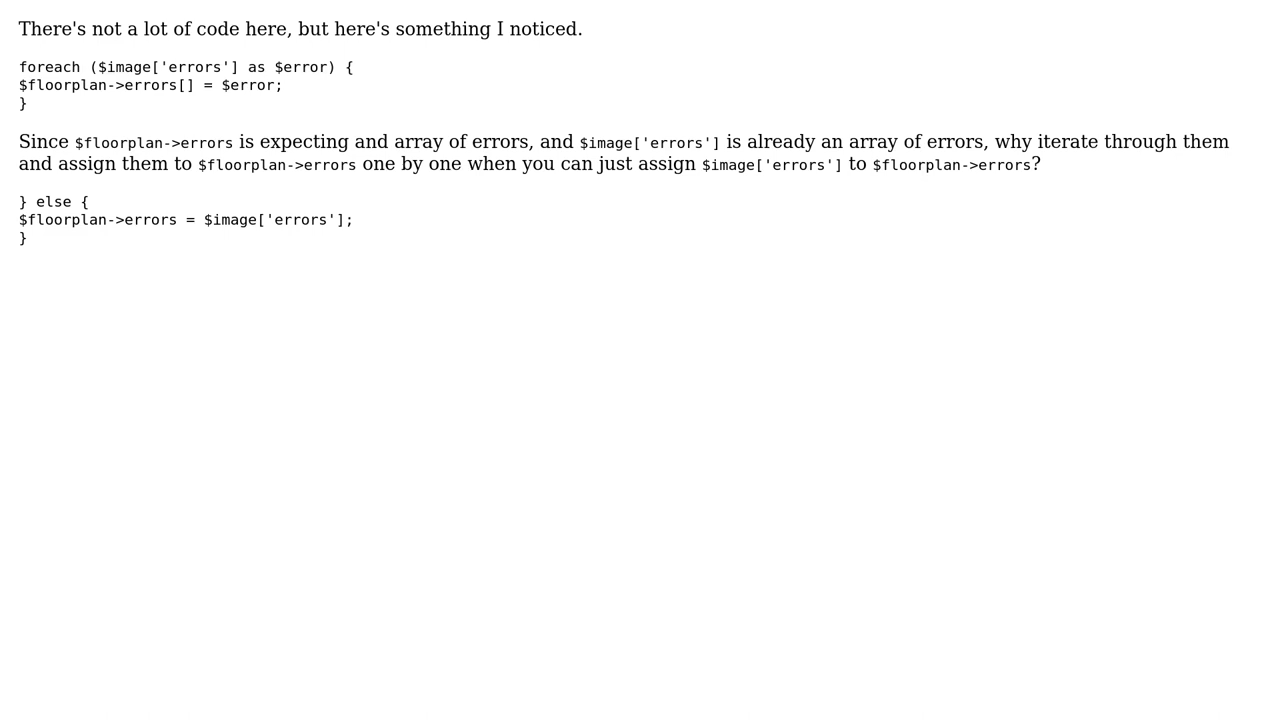 There's not a lot of code here, but here's something I noticed.
foreach ($image['errors'] as $error) {
$floorplan->errors[] = $error;
}
Since $floorplan->errors is expecting and array of errors, and $image['errors'] is already an array of errors, why iterate through them
and assign them to $floorplan->errors one by one when you can just assign $image['errors'] to $floorplan->errors?
} else {
$floorplan->errors = $image['errors'];
}